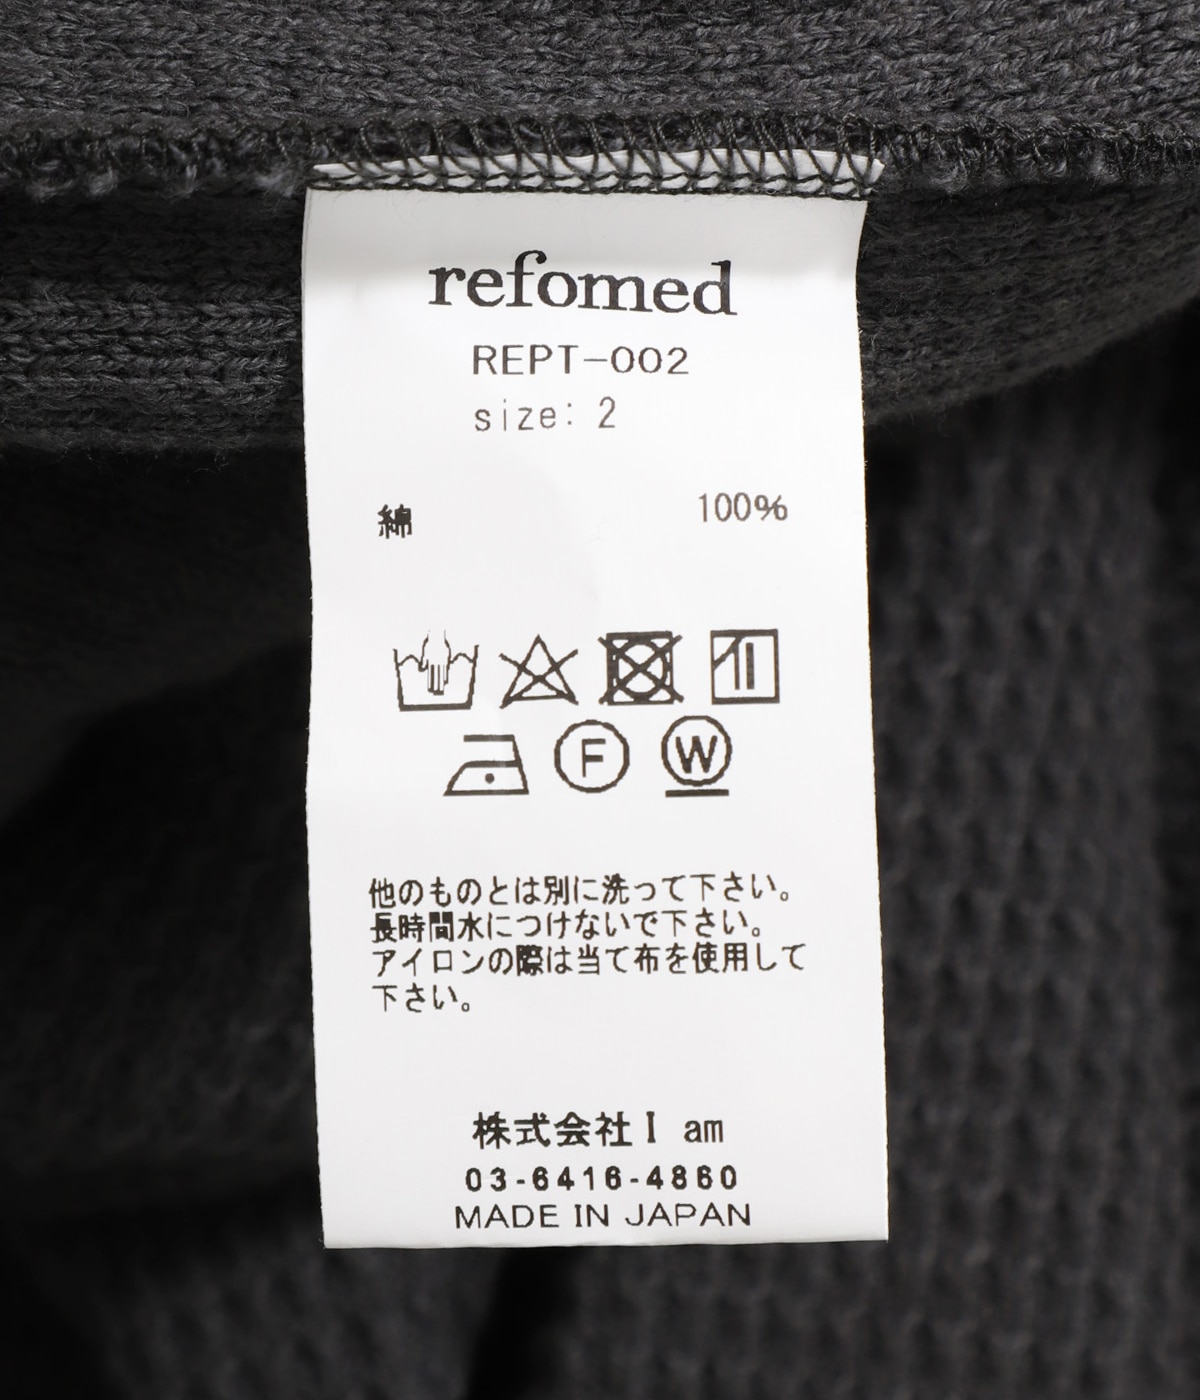 refomed
REPT-002
size: 2
綿 100%
F W
他のものとは別に洗って下さい。
長時間水につけないで下さい。
アイロンの際は当て布を使用して
下さい。
株式会社I am
03-6416-4860
MADE IN JAPAN